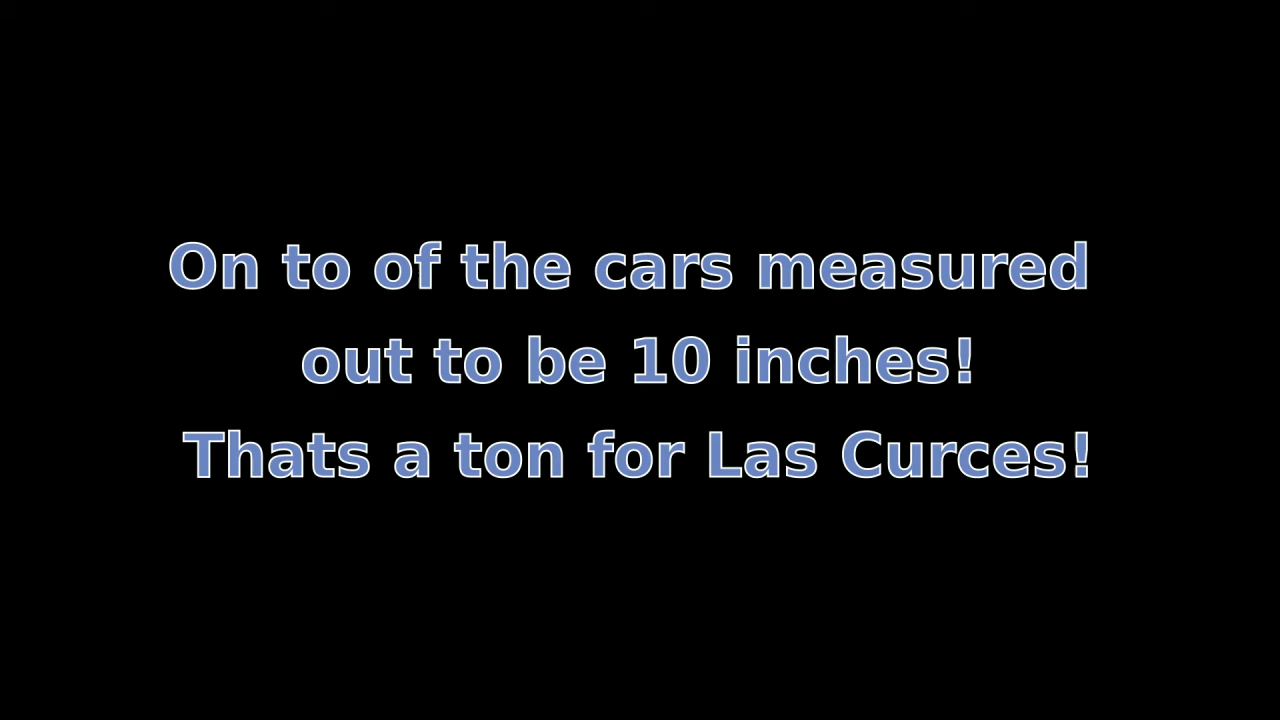 On to of the cars measured
out to be 10 inches!
Thats a ton for Las Curces!